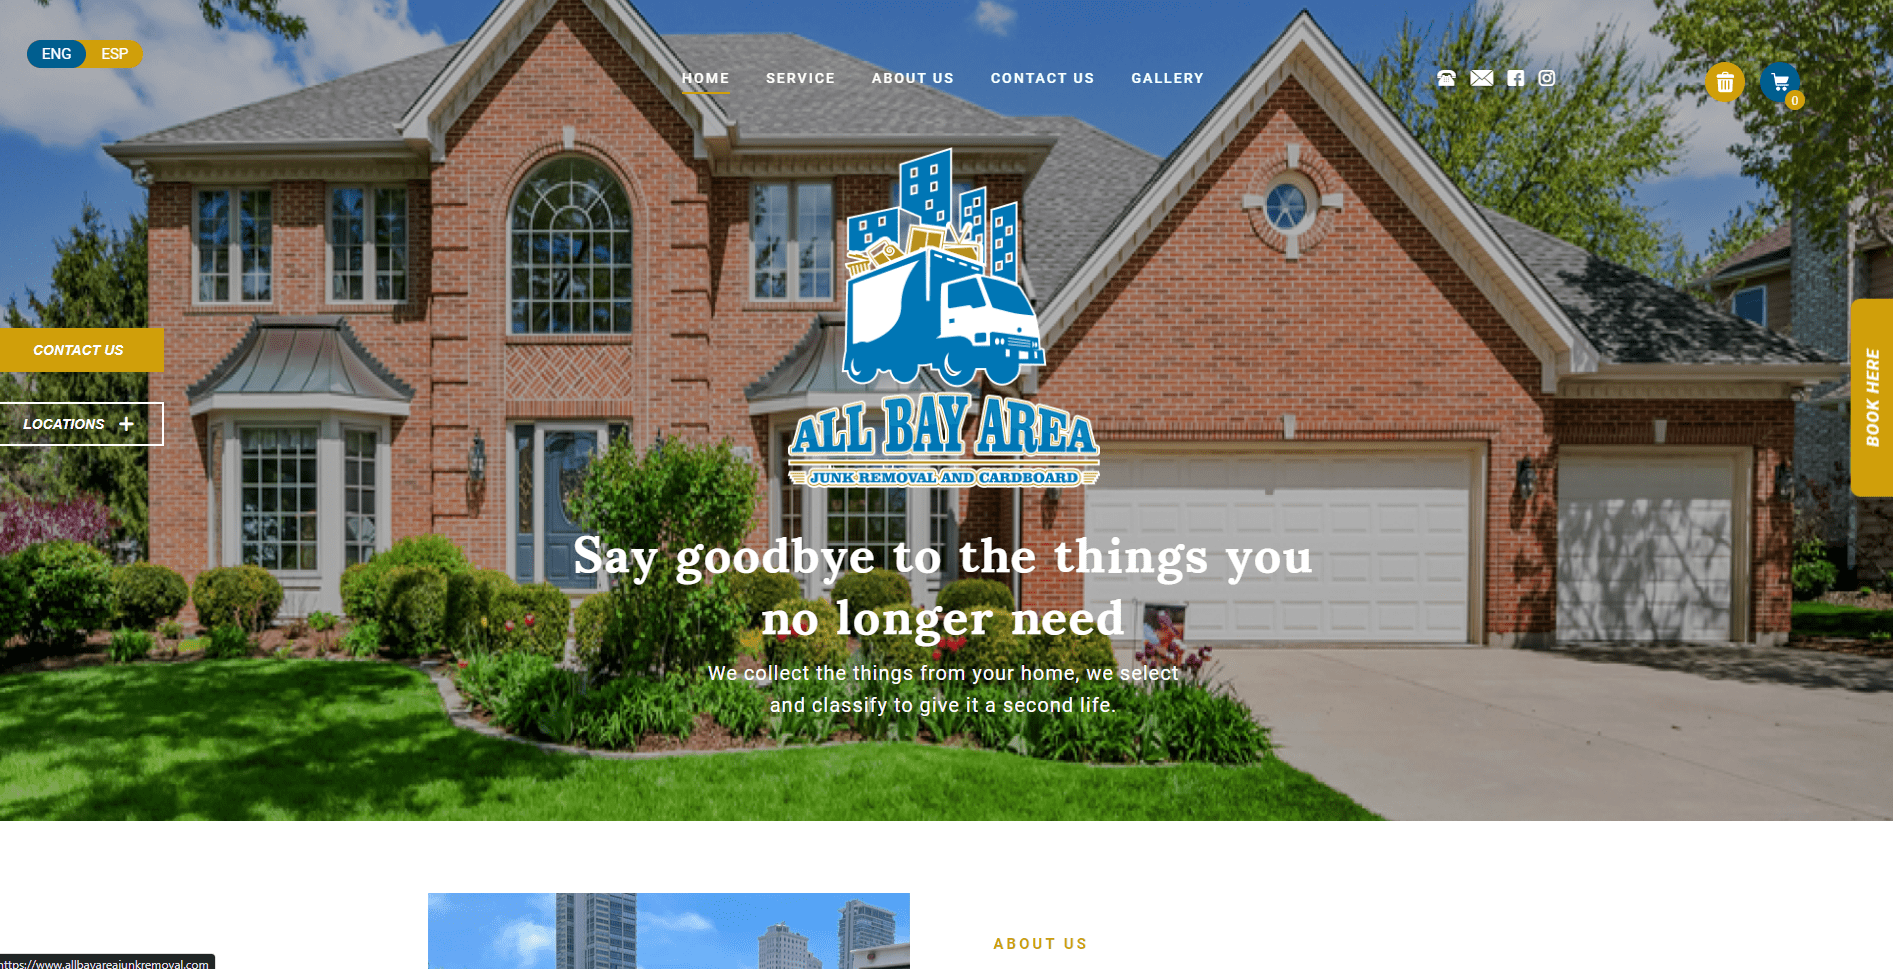 ENG ESP
HOME SERVICE ABOUT US CONTACT US GALLERY
0
CONTACT US
LOCATIONS +
BOOK HERE
ALL BAY AREA
JUNK REMOVAL AND CARDBOARD
Say goodbye to the things you
no longer need
We collect the things from your home, we select
and classify to give it a second life.
ABOUT US
https://www.allbayareajunkremoval.com